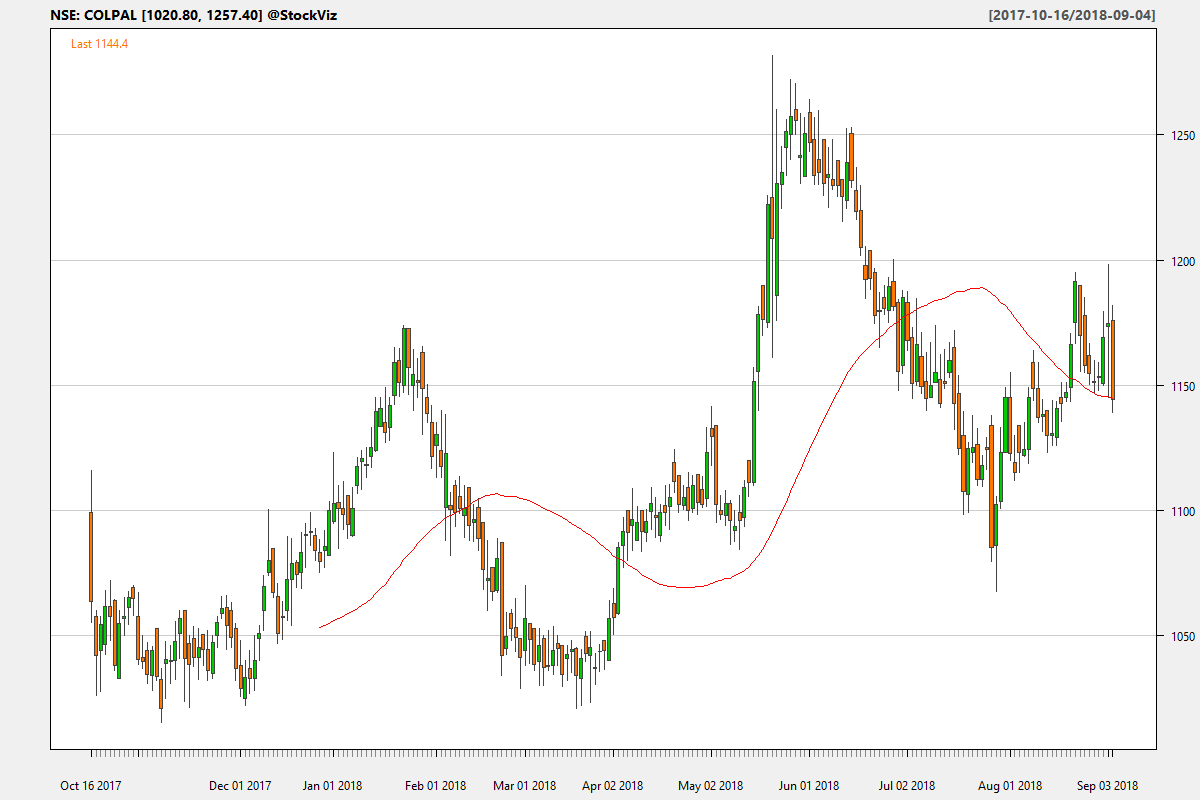 NSE: COLPAL [1020.80, 1257.40] @StockViz [2017-10-16/2018-09-04]
Last 1144.4
1250
1200
1150
1100
1050
Oct 16 2017 Dec 01 2017 Jan 01 2018 Feb 01 2018 Mar 01 2018 Apr 02 2018 May 02 2018 Jun 01 2018 Jul 02 2018 Aug 01 2018 Sep 03 2018